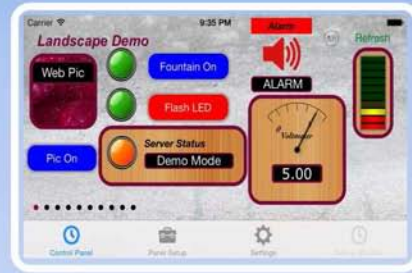 Carrier
9:35 PM
Alarm
Landscape Demo
Refresh
Web Pic
Fountain On
ALARM
Flash LED
Server Status
Demo Mode
Voltmeter
Pic On
5.00
Control Panel
Panel Setup
Settings